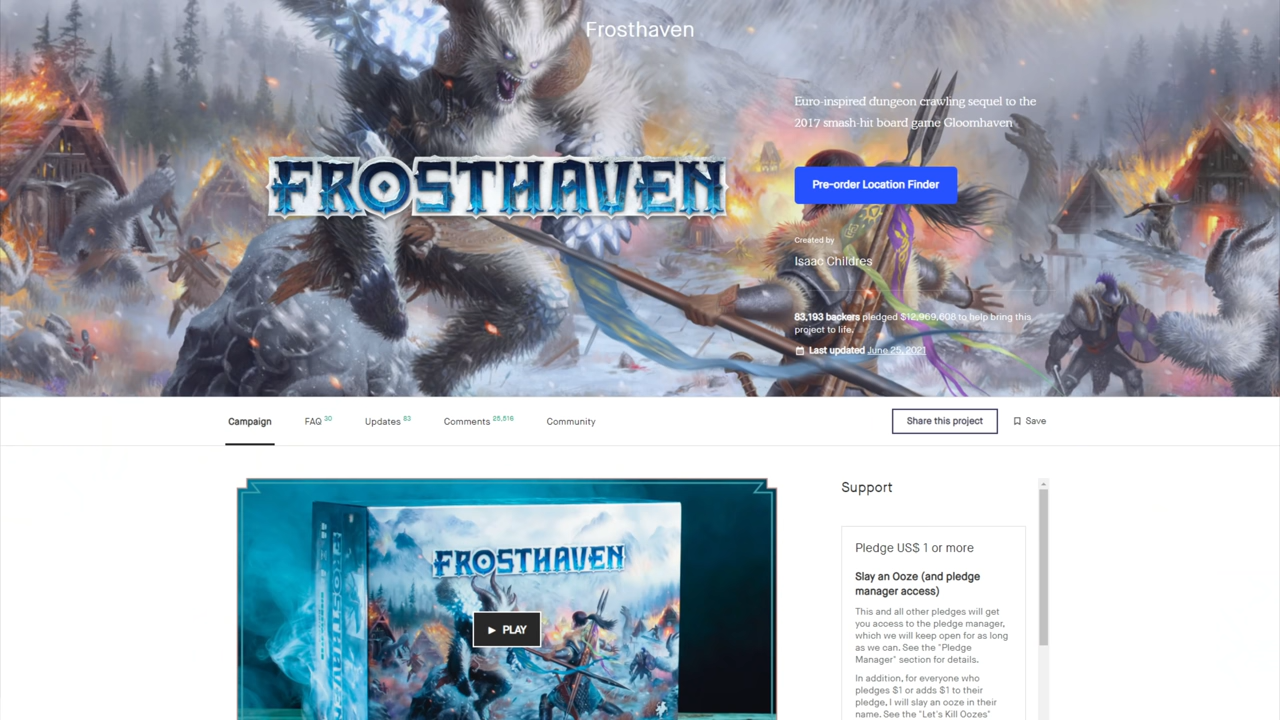 Frosthaven
Euro-inspired dungeon crawling sequel to the
2017 smash-hit board game Gloomhaven
FROSTHAVEN
Pre-order Location Finder
Created by
Isaac Childres
83,193 backers pledged $12,969,608 to help bring this
project to life.
Last updated June 25, 2021
Campaign
FAQ 30
Updates 83
Comments 28,516
Community
Share this project
Save
FROSTHAVEN
FROSTHAVEN
PLAY
Support
Pledge US$ 1 or more
Slay an Ooze (and pledge
manager access)
This and all other pledges will get
you access to the pledge manager,
which we will keep open for as long
as we can. See the "Pledge
Manager" section for details.
In addition, for everyone who
pledges $1 or adds $1 to their
pledge, I will slay an ooze in their
name. See the "Let's Kill Oozes"